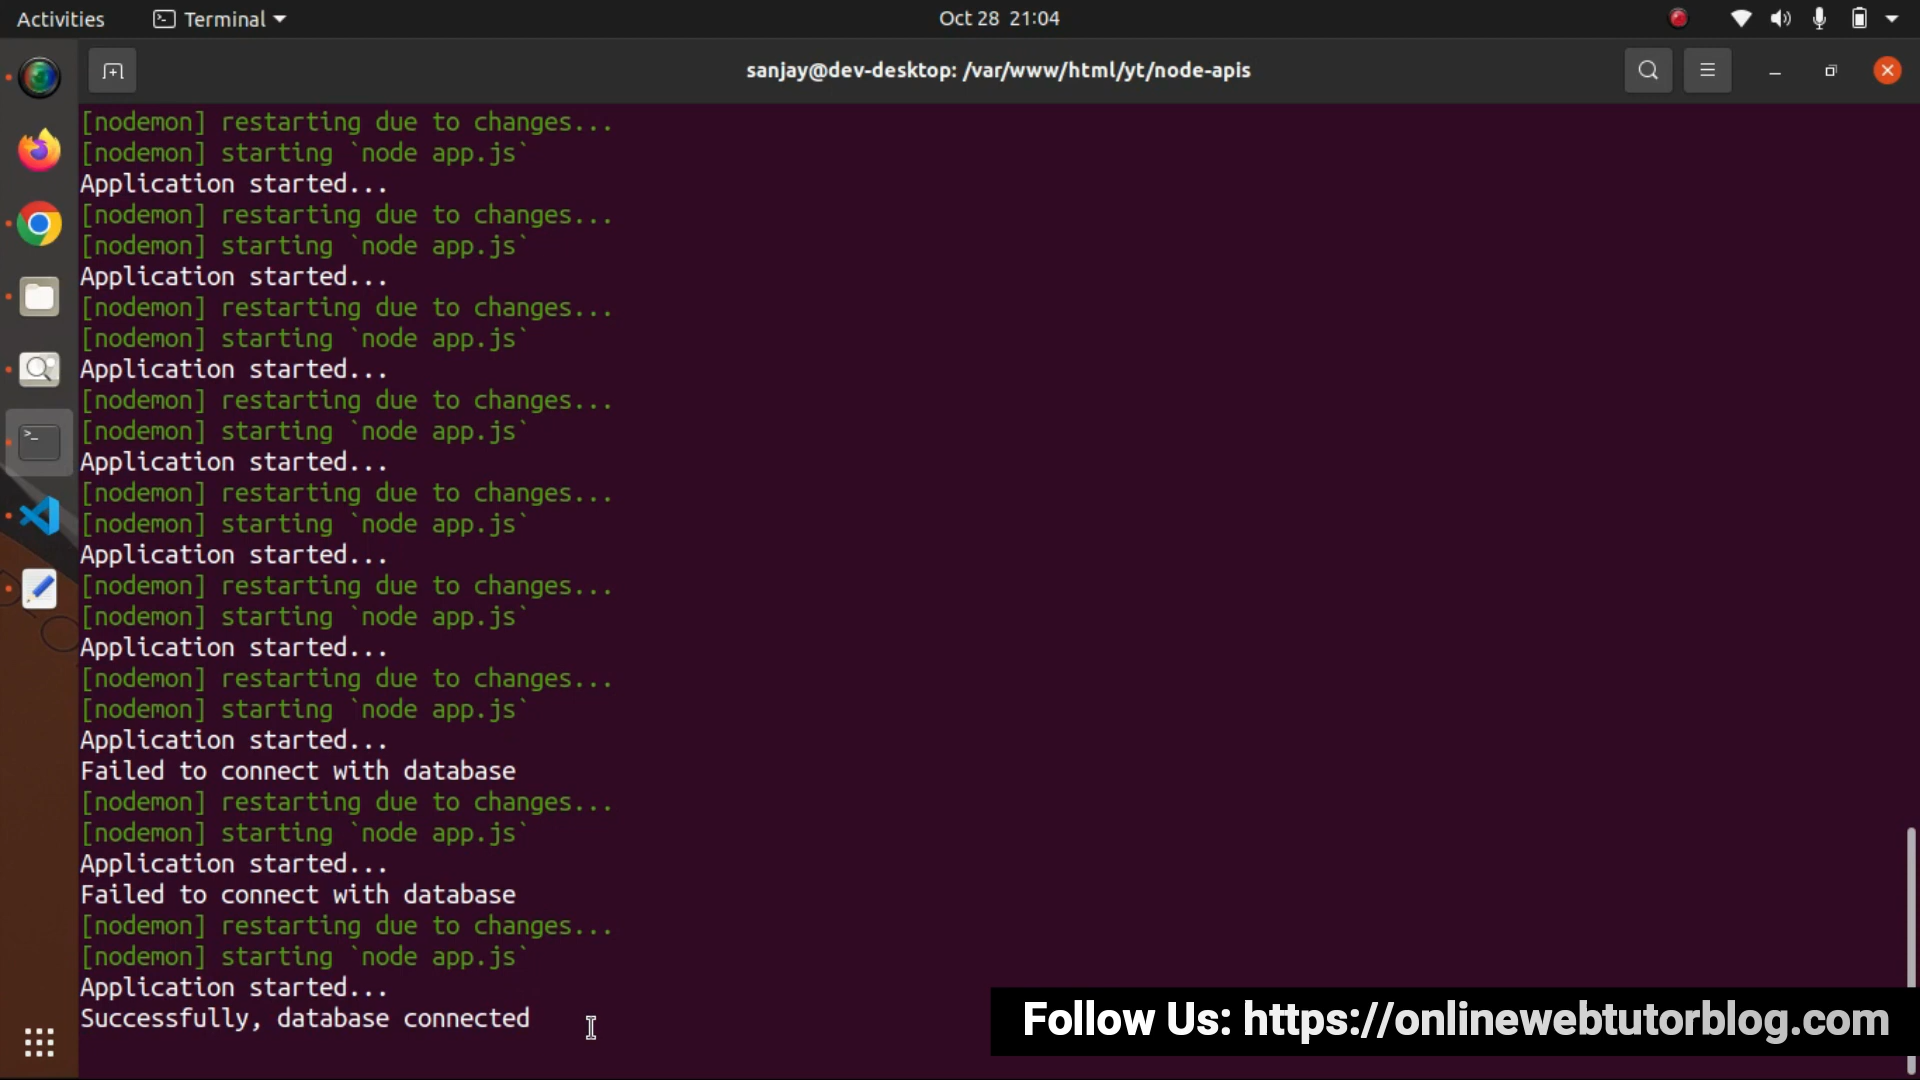 Activities
Terminal
Oct 28 21:04
sanjay@dev-desktop: /var/www/html/yt/node-apis
[nodemon] restarting due to changes...
[nodemon] starting `node app.js`
Application started...
[nodemon] restarting due to changes...
[nodemon] starting `node app.js`
Application started...
[nodemon] restarting due to changes...
[nodemon] starting `node app.js`
Application started...
[nodemon] restarting due to changes...
[nodemon] starting `node app.js`
Application started...
[nodemon] restarting due to changes...
[nodemon] starting `node app.js`
Application started...
[nodemon] restarting due to changes...
[nodemon] starting `node app.js`
Application started...
[nodemon] restarting due to changes...
[nodemon] starting `node app.js`
Application started...
Failed to connect with database
[nodemon] restarting due to changes...
[nodemon] starting `node app.js`
Application started...
Failed to connect with database
[nodemon] restarting due to changes...
[nodemon] starting `node app.js`
Application started...
Successfully, database connected
Follow Us: https://onlinewebtutorblog.com